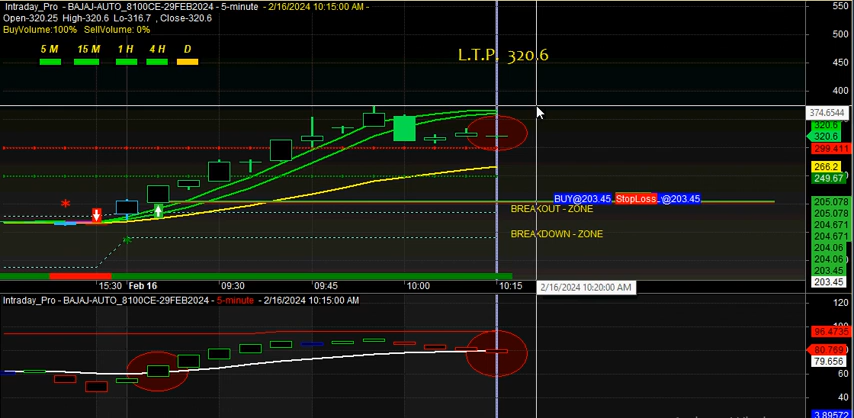 Intraday_Pro - BAJAJ-AUTO_8100CE-29FEB2024 - 5-minute - 2/16/2024 10:15:00 AM -
Open-320.25 High-320.6 Lo-316.7 , Close-320.6
BuyVolume:100% SellVolume: 0%
5 M 15 M 1 H 4 H D
L.T.P. 320.6
500
450
400
374.6544
320.6
299.411
266.2
249.67
BUY@203.45 StopLoss '@203.45
BREAKOUT - ZONE
BREAKDOWN - ZONE
205.078
205.078
204.671
204.671
204.06
204.06
203.45
203.45
15:30 Feb 16 09:30 09:45 10:00 10:15
2/16/2024 10:20:00 AM
Intraday_Pro - BAJAJ-AUTO_8100CE-29FEB2024 - 5-minute - 2/16/2024 10:15:00 AM
120
96.4735
80.769
79.656
60
40
3.89572